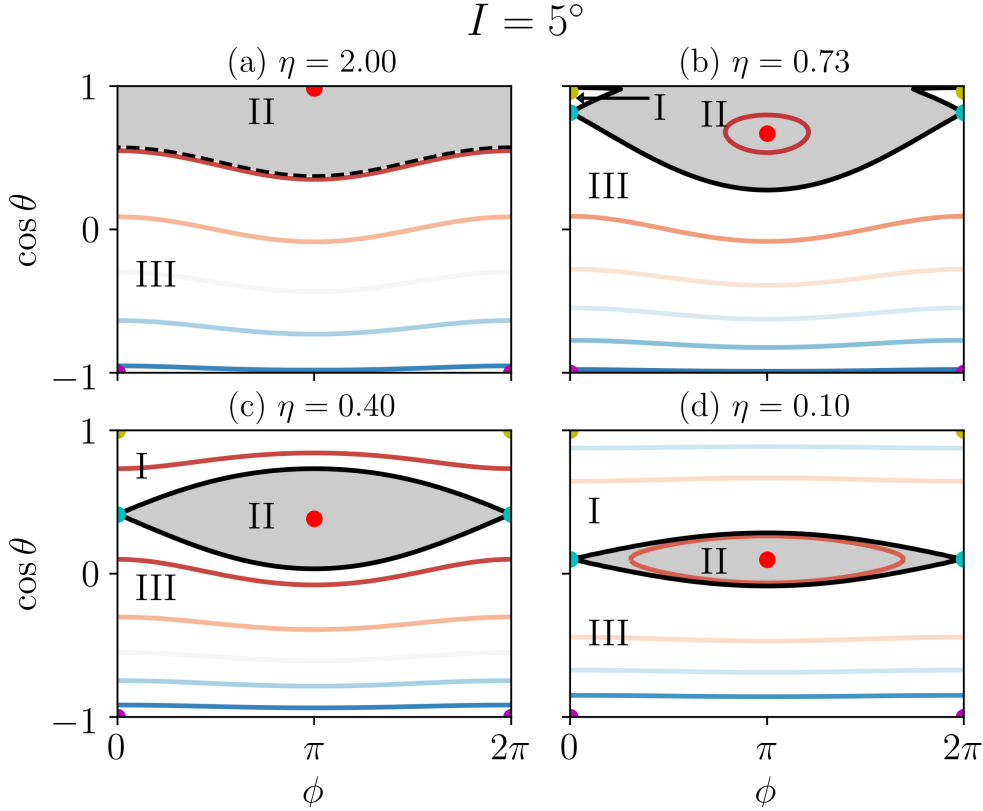 I = 5°
(a) η = 2.00
(b) η = 0.73
1
cos θ
0
−1
II
III
I
II
III
(c) η = 0.40
(d) η = 0.10
1
cos θ
0
−1
I
II
III
I
II
III
0
π
2π
0
π
2π
ϕ
ϕ